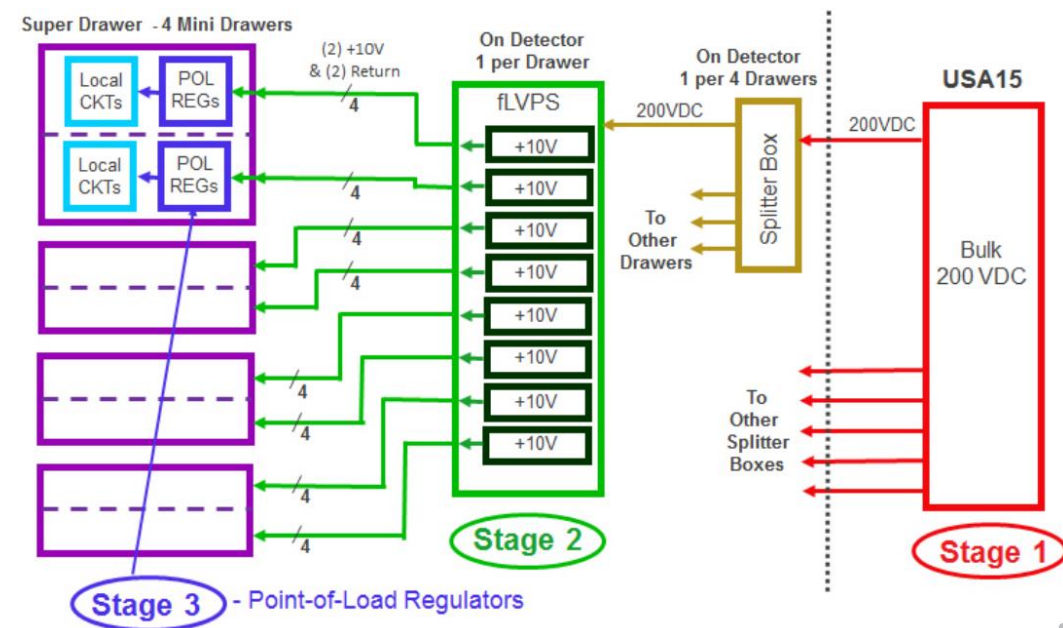 Super Drawer - 4 Mini Drawers
Local
CKTs
POL
REGs
Local
CKTs
POL
REGs
(2) +10V
& (2) Return
4
4
4
4
4
4
4
4
On Detector
1 per Drawer
fLVPS
+10V
+10V
+10V
+10V
+10V
+10V
+10V
+10V
Stage 2
200VDC
On Detector
1 per 4 Drawers
Splitter Box
To
Other
Drawers
200VDC
USA15
Bulk
200 VDC
To
Other
Splitter
Boxes
Stage 1
Stage 3 - Point-of-Load Regulators